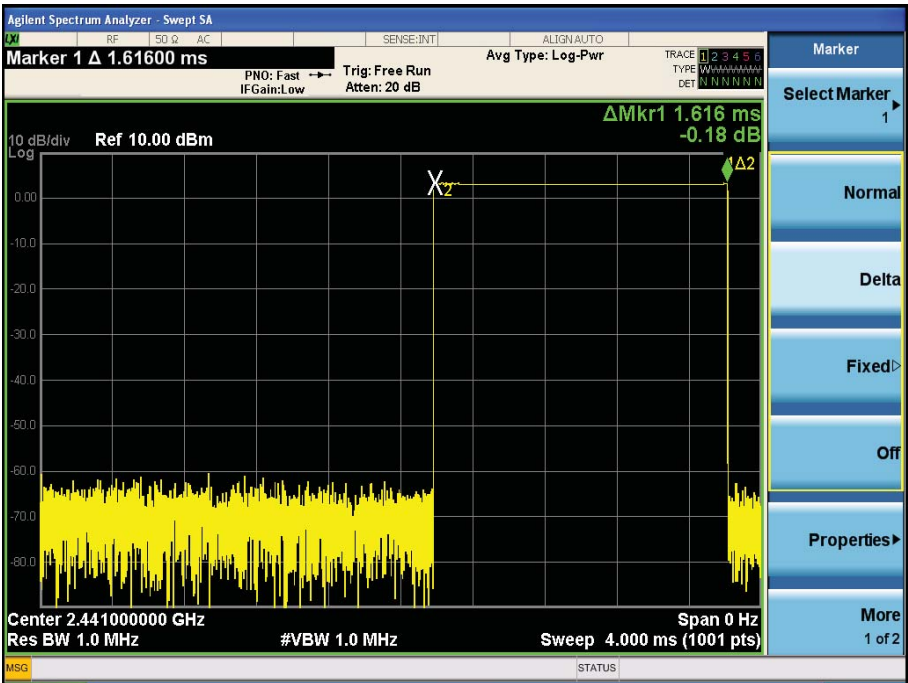 Agilent Spectrum Analyzer - Swept SA
LXI RF 50 Ω AC SENSE:INT ALIGN AUTO
Marker 1 Δ 1.61600 ms
PNO: Fast
IFGain:Low
Trig: Free Run
Atten: 20 dB
Avg Type: Log-Pwr
TRACE 1 2 3 4 5 6
TYPE WWWWWW
DET N N N N N N
ΔMkr1 1.616 ms
-0.18 dB
10 dB/div Ref 10.00 dBm
Log
1Δ2
X2
0.00
-10.0
-20.0
-30.0
-40.0
-50.0
-60.0
-70.0
-80.0
Center 2.441000000 GHz Span 0 Hz
Res BW 1.0 MHz #VBW 1.0 MHz Sweep 4.000 ms (1001 pts)
MSG STATUS
Marker
Select Marker
1
Normal
Delta
Fixed
Off
Properties
More
1 of 2